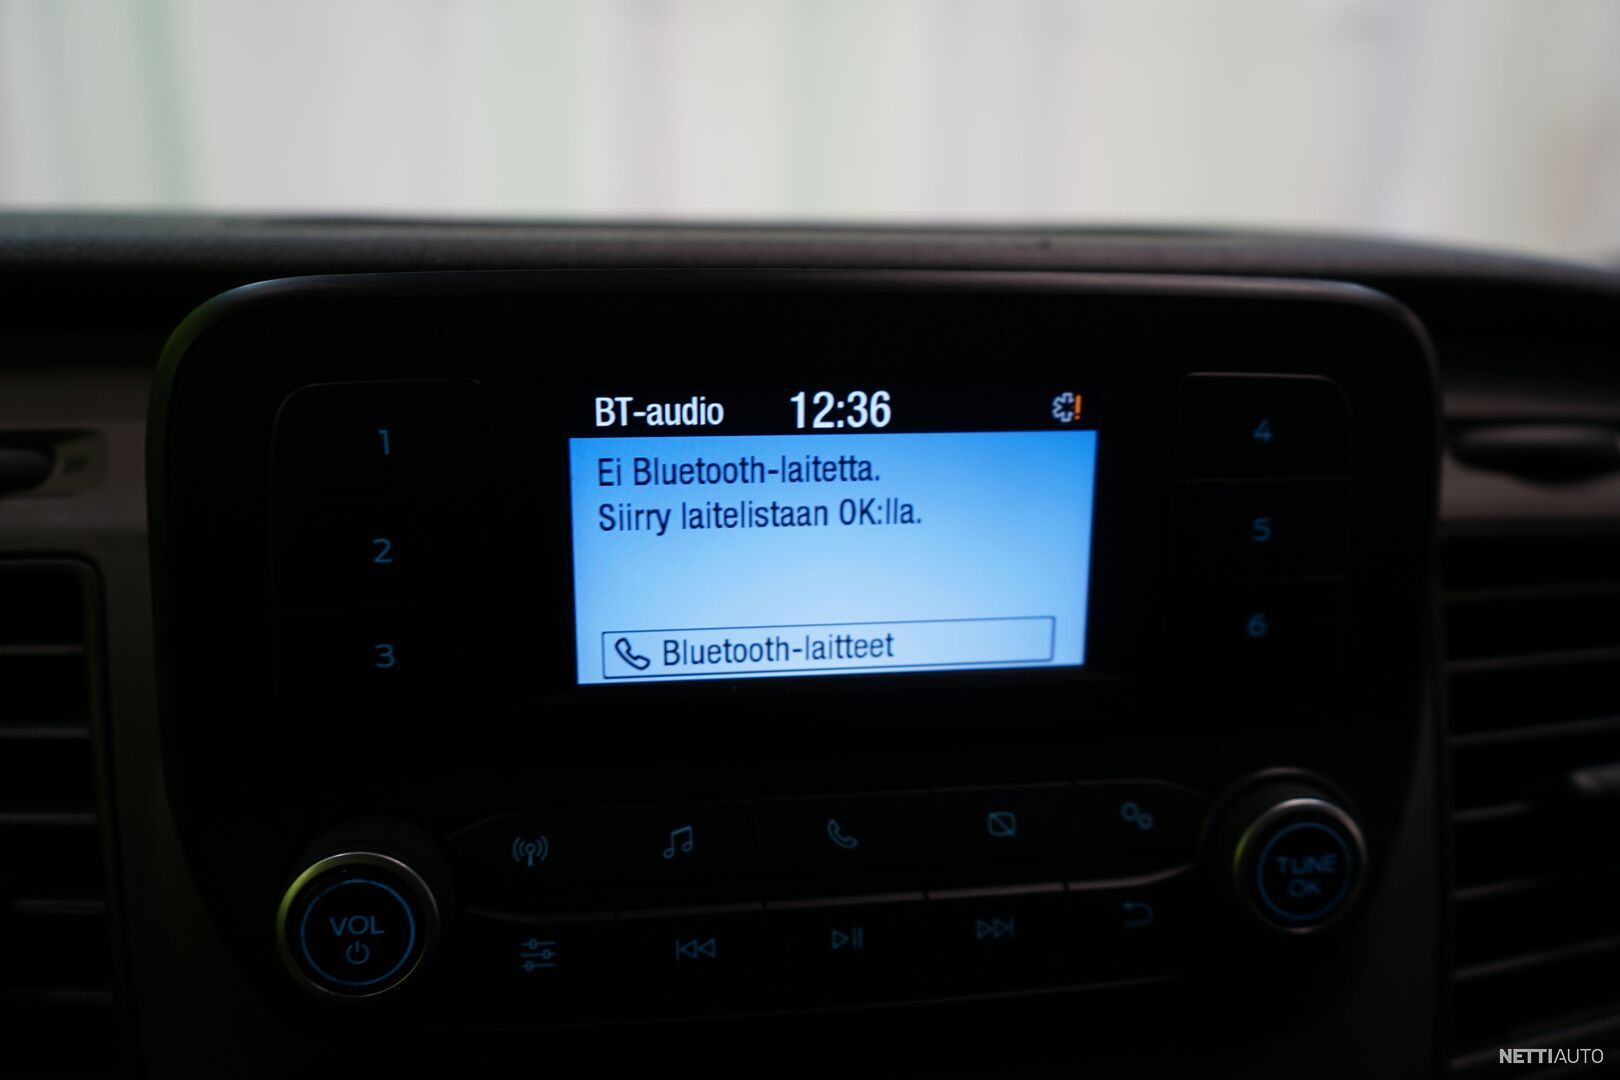 BT-audio 12:36
Ei Bluetooth-laitetta.
Siirry laitelistaan OK:lla.
Bluetooth-laitteet
1
2
3
4
5
6
VOL
TUNE
OK
NETTIAUTO